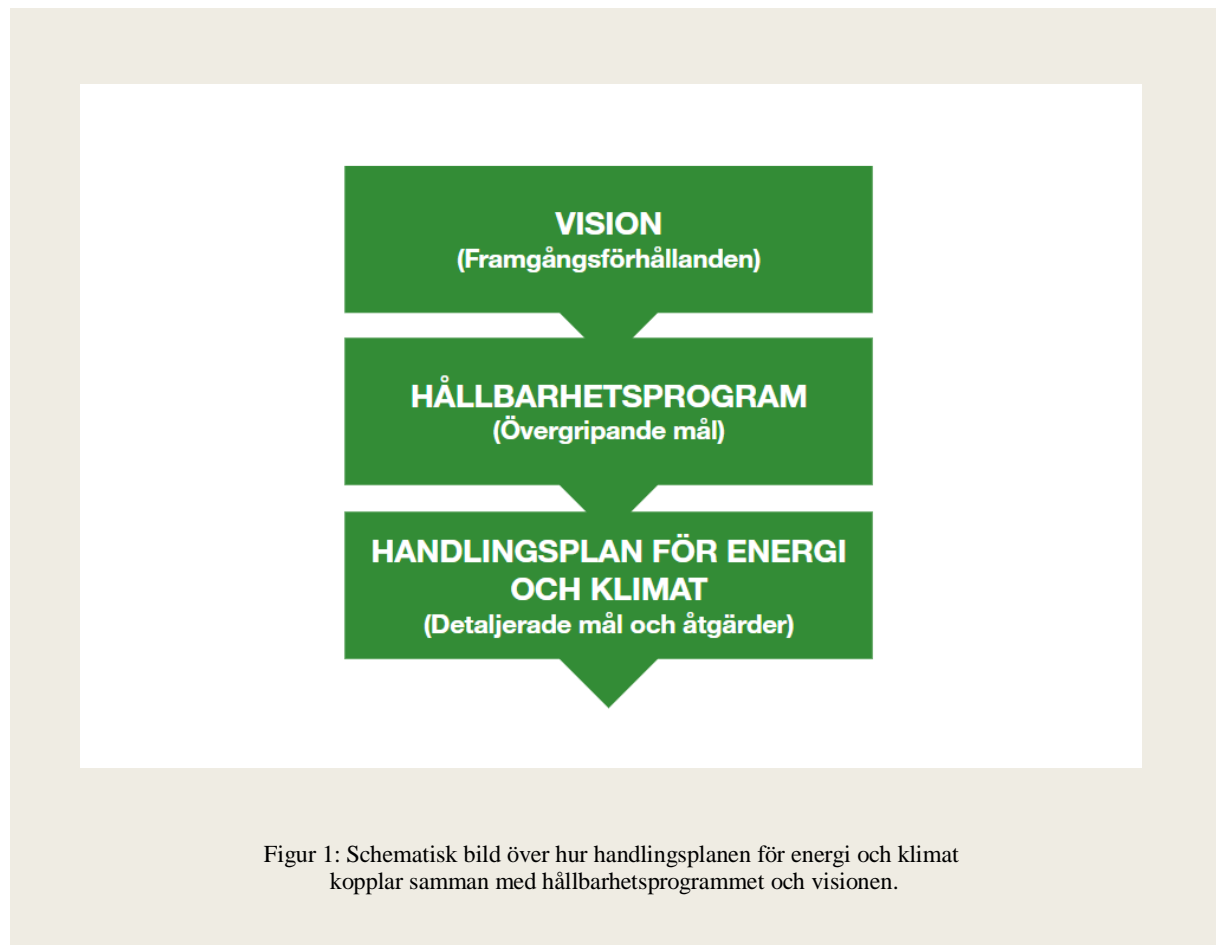 VISION
(Framgångsförhållanden)
HÅLLBARHETSPROGRAM
(Övergripande mål)
HANDLINGSPLAN FÖR ENERGI
OCH KLIMAT
(Detaljerade mål och åtgärder)
Figur 1: Schematisk bild över hur handlingsplanen för energi och klimat
kopplar samman med hållbarhetsprogrammet och visionen.